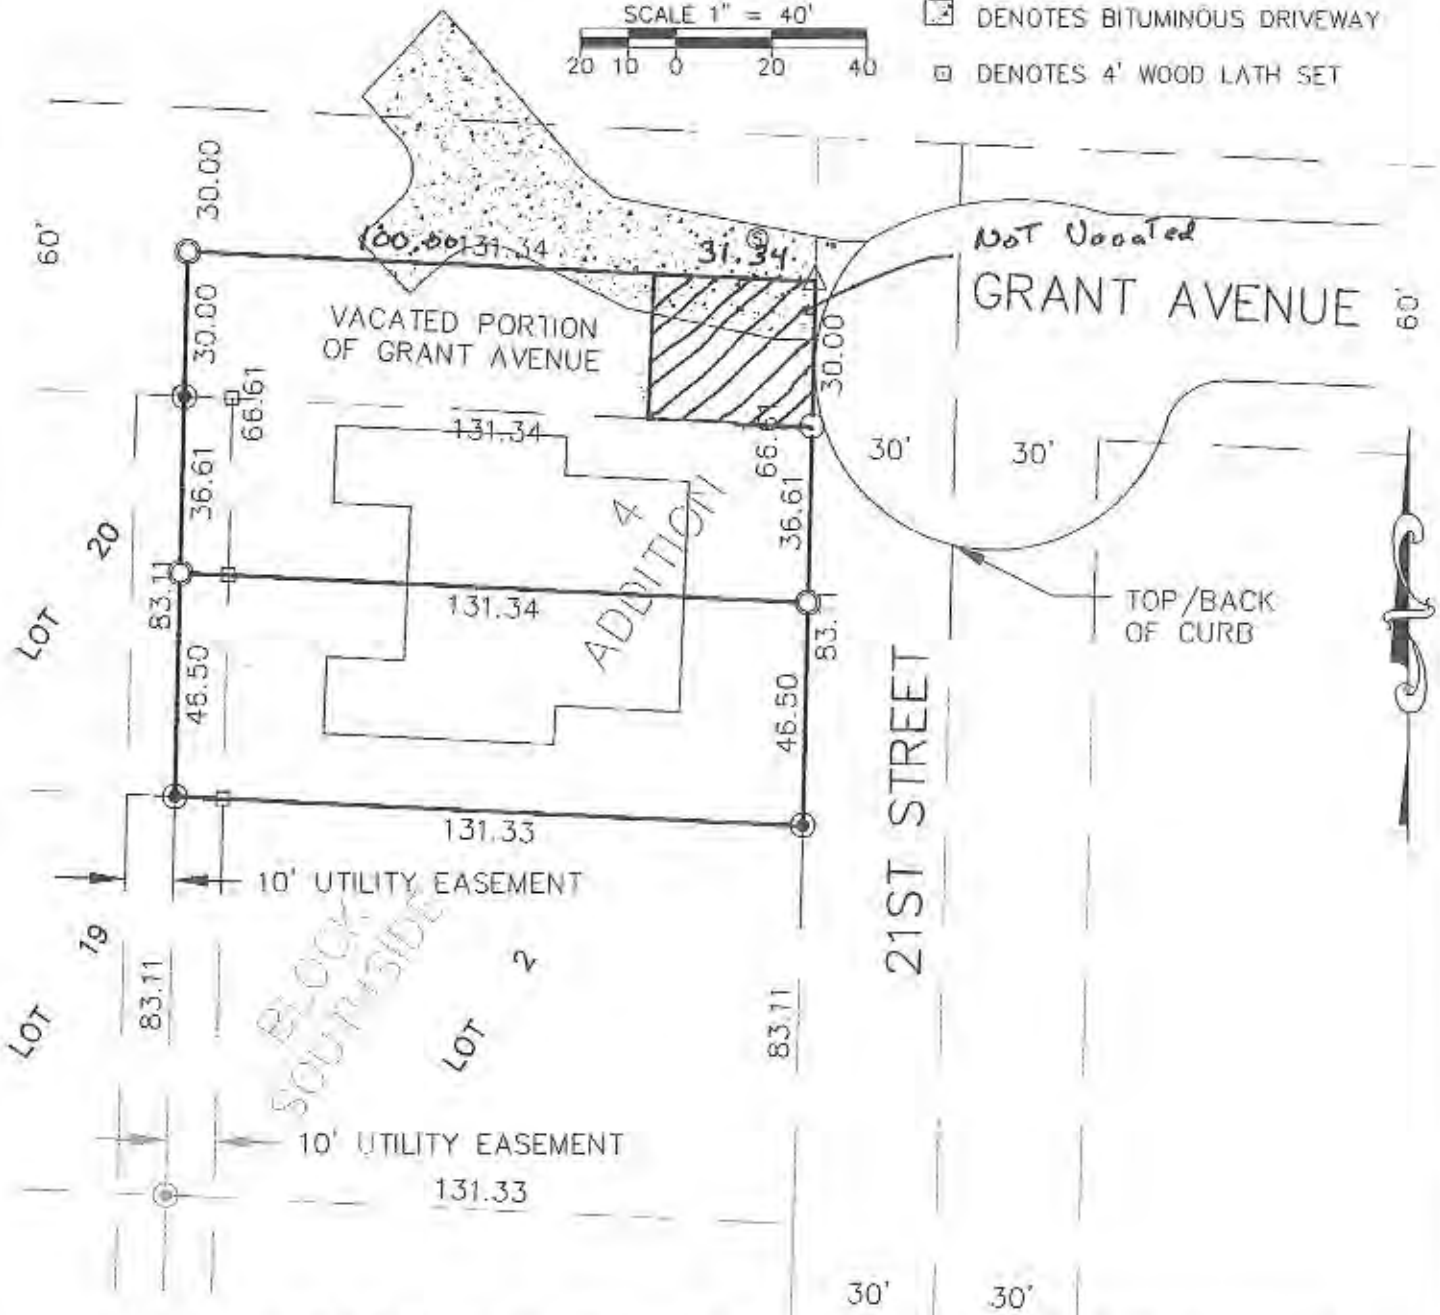 SCALE 1" = 40'
20 10 0 20 40
DENOTES BITUMINOUS DRIVEWAY
DENOTES 4' WOOD LATH SET
30.00
60'
100.00
131.34
31.34
NOT Vacated
GRANT AVENUE
60'
30.00
VACATED PORTION
OF GRANT AVENUE
30.00
66.61
131.34
66.61
30'
30'
36.61
36.61
4
ADDITION
20
LOT
83.11
131.34
83.1
TOP/BACK
OF CURB
46.50
46.50
21ST STREET
131.33
10' UTILITY EASEMENT
19
LOT
83.11
BLOCK
SOUTHSIDE
2
LOT
83.11
10' UTILITY EASEMENT
131.33
30'
30'